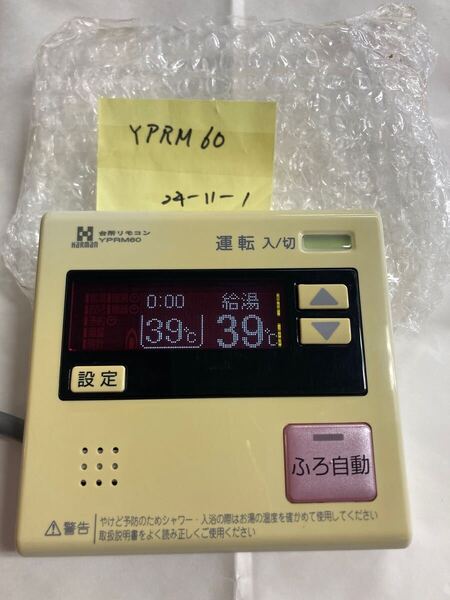 YPRM60
24-11-1
HARMAN
台所リモコン
YPRM60
運転 入/切
0:00
給湯
39℃
39℃
設定
ふろ自動
警告
やけど予防のためシャワー・入浴の際はお湯の温度を確かめて使用してください
取扱説明書をよく読み正しくご使用ください